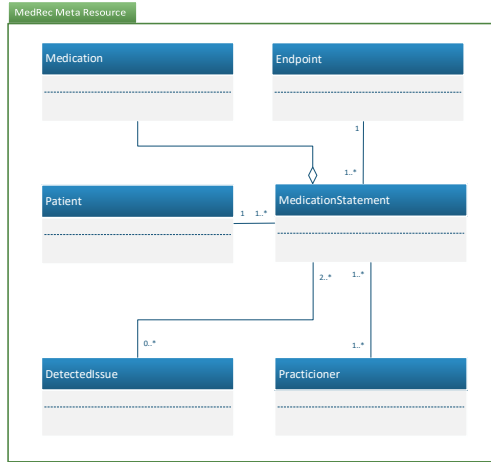 MedRec Meta Resource
Medication
Endpoint
1
1..*
Patient
1 1..*
MedicationStatement
2..*
1..*
0..*
1..*
DetectedIssue
Practicioner